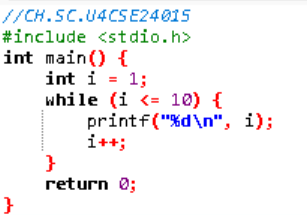 //CH.SC.U4CSE24015
#include <stdio.h>
int main() {
    int i = 1;
    while (i <= 10) {
        printf("%d\n", i);
        i++;
    }
    return 0;
}